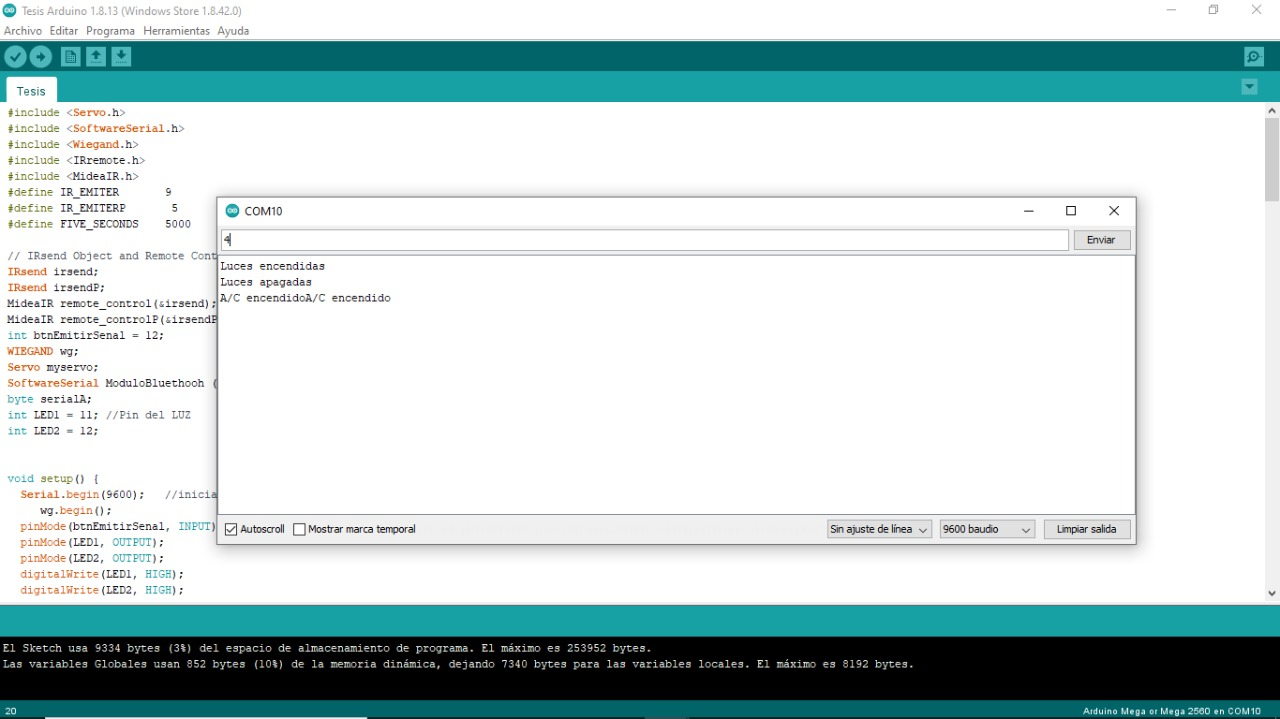 Tesis Arduino 1.8.13 (Windows Store 1.8.42.0)
Archivo Editar Programa Herramientas Ayuda
Tesis
#include <Servo.h>
#include <SoftwareSerial.h>
#include <Wiegand.h>
#include <IRremote.h>
#include <MideaIR.h>
#define IR_EMITER 9
#define IR_EMITERP 5
#define FIVE_SECONDS 5000
// IRsend Object and Remote Cont
IRsend irsend;
IRsend irsendP;
MideaIR remote_control(&irsend);
MideaIR remote_controlP(&irsendP
int btnEmitirSenal = 12;
WIEGAND wg;
Servo myservo;
SoftwareSerial ModuloBluethooh (
byte serialA;
int LED1 = 11; //Pin del LUZ
int LED2 = 12;
void setup() {
Serial.begin(9600); //inicia
wg.begin();
pinMode(btnEmitirSenal, INPUT)
pinMode(LED1, OUTPUT);
pinMode(LED2, OUTPUT);
digitalWrite(LED1, HIGH);
digitalWrite(LED2, HIGH);
COM10
4
Enviar
Luces encendidas
Luces apagadas
A/C encendidoA/C encendido
Autoscroll Mostrar marca temporal Sin ajuste de línea 9600 baudio Limpiar salida
El Sketch usa 9334 bytes (3%) del espacio de almacenamiento de programa. El máximo es 253952 bytes.
Las variables Globales usan 852 bytes (10%) de la memoria dinámica, dejando 7340 bytes para las variables locales. El máximo es 8192 bytes.
20 Arduino Mega or Mega 2560 en COM10